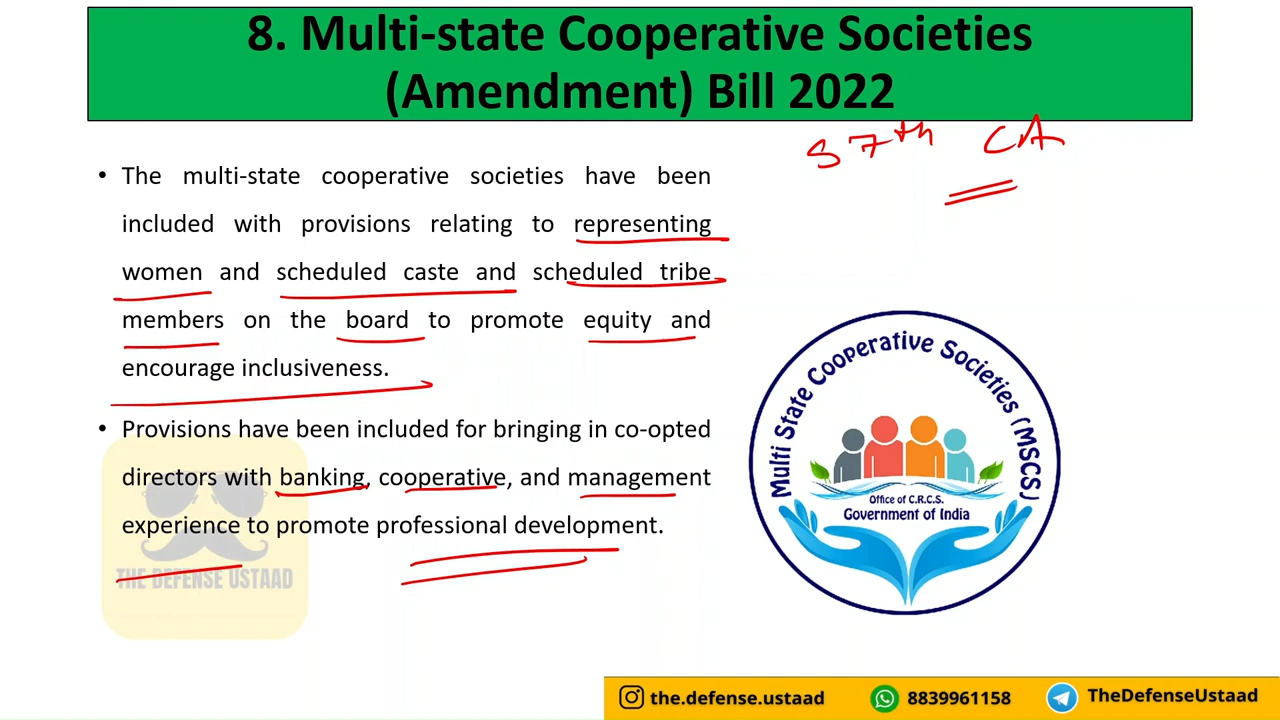 8. Multi-state Cooperative Societies
(Amendment) Bill 2022
97th CA
• The multi-state cooperative societies have been
included with provisions relating to representing
women and scheduled caste and scheduled tribe
members on the board to promote equity and
encourage inclusiveness.
• Provisions have been included for bringing in co-opted
directors with banking, cooperative, and management
experience to promote professional development.
THE DEFENSE USTAAD
Multi State Cooperative Societies (MSCS)
Office of C.R.C.S.
Government of India
the.defense.ustaad
8839961158
TheDefenseUstaad